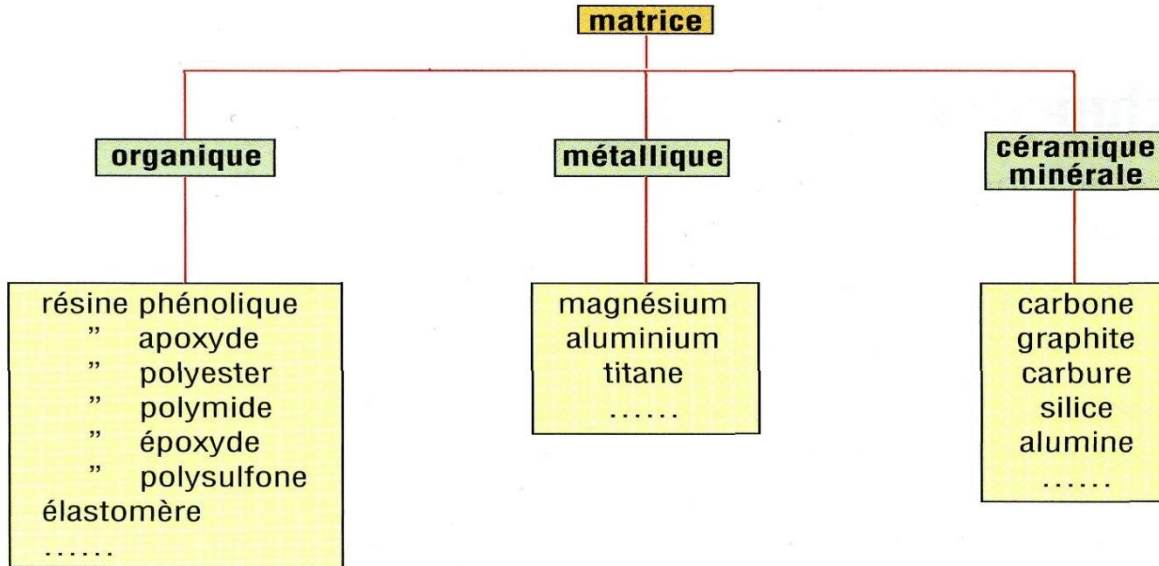 matrice
organique
résine phénolique
” apoxyde
” polyester
” polymide
” époxyde
” polysulfone
élastomère
......
métallique
magnésium
aluminium
titane
......
céramique
minérale
carbone
graphite
carbure
silice
alumine
......